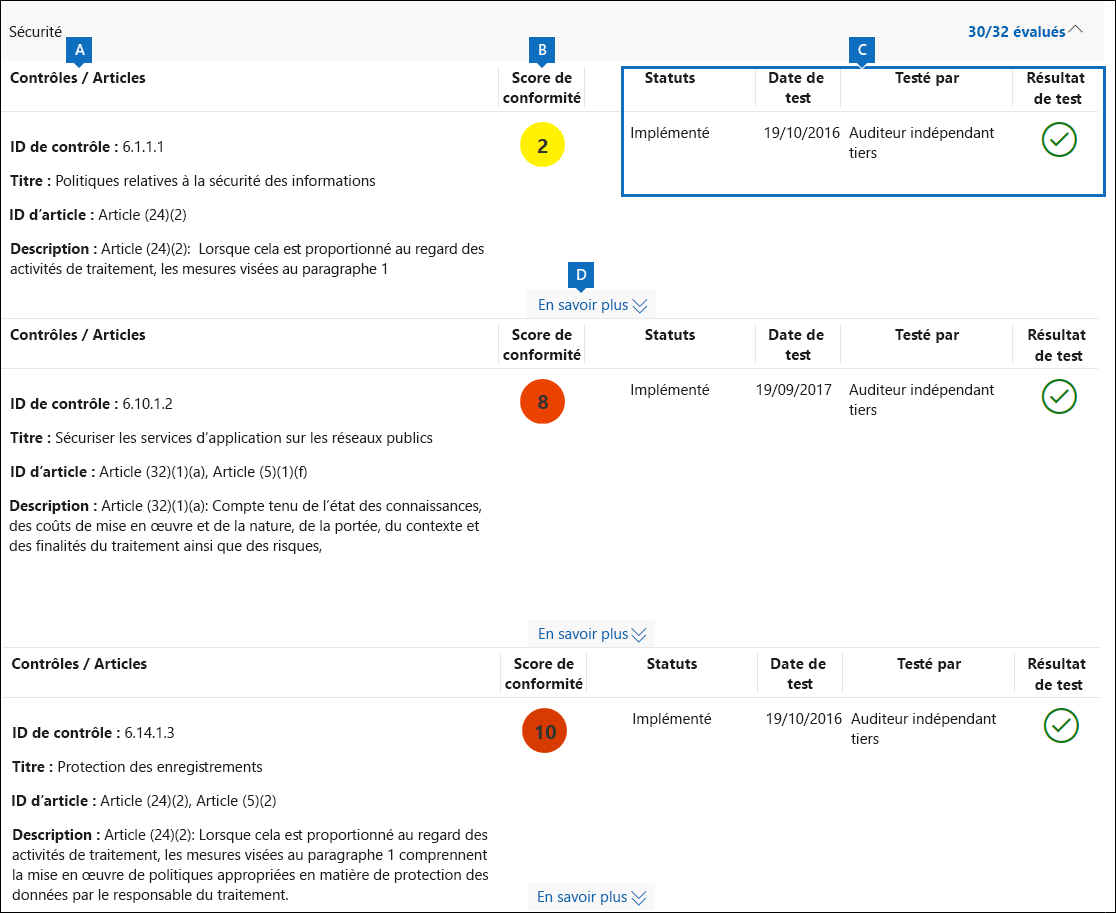 Sécurité
30/32 évalués
A
B
C
Contrôles / Articles
Score de
conformité
Statuts
Date de
test
Testé par
Résultat
de test
ID de contrôle : 6.1.1.1
2
Implémenté
19/10/2016
Auditeur indépendant
tiers
Titre : Politiques relatives à la sécurité des informations
ID d’article : Article (24)(2)
Description : Article (24)(2):  Lorsque cela est proportionné au regard des
activités de traitement, les mesures visées au paragraphe 1
D
En savoir plus
Contrôles / Articles
Score de
conformité
Statuts
Date de
test
Testé par
Résultat
de test
ID de contrôle : 6.10.1.2
8
Implémenté
19/09/2017
Auditeur indépendant
tiers
Titre : Sécuriser les services d’application sur les réseaux publics
ID d’article : Article (32)(1)(a), Article (5)(1)(f)
Description : Article (32)(1)(a): Compte tenu de l’état des connaissances,
des coûts de mise en œuvre et de la nature, de la portée, du contexte et
des finalités du traitement ainsi que des risques,
En savoir plus
Contrôles / Articles
Score de
conformité
Statuts
Date de
test
Testé par
Résultat
de test
ID de contrôle : 6.14.1.3
10
Implémenté
19/10/2016
Auditeur indépendant
tiers
Titre : Protection des enregistrements
ID d’article : Article (24)(2), Article (5)(2)
Description : Article (24)(2): Lorsque cela est proportionné au regard des
activités de traitement, les mesures visées au paragraphe 1 comprennent
la mise en œuvre de politiques appropriées en matière de protection des
données par le responsable du traitement.
En savoir plus